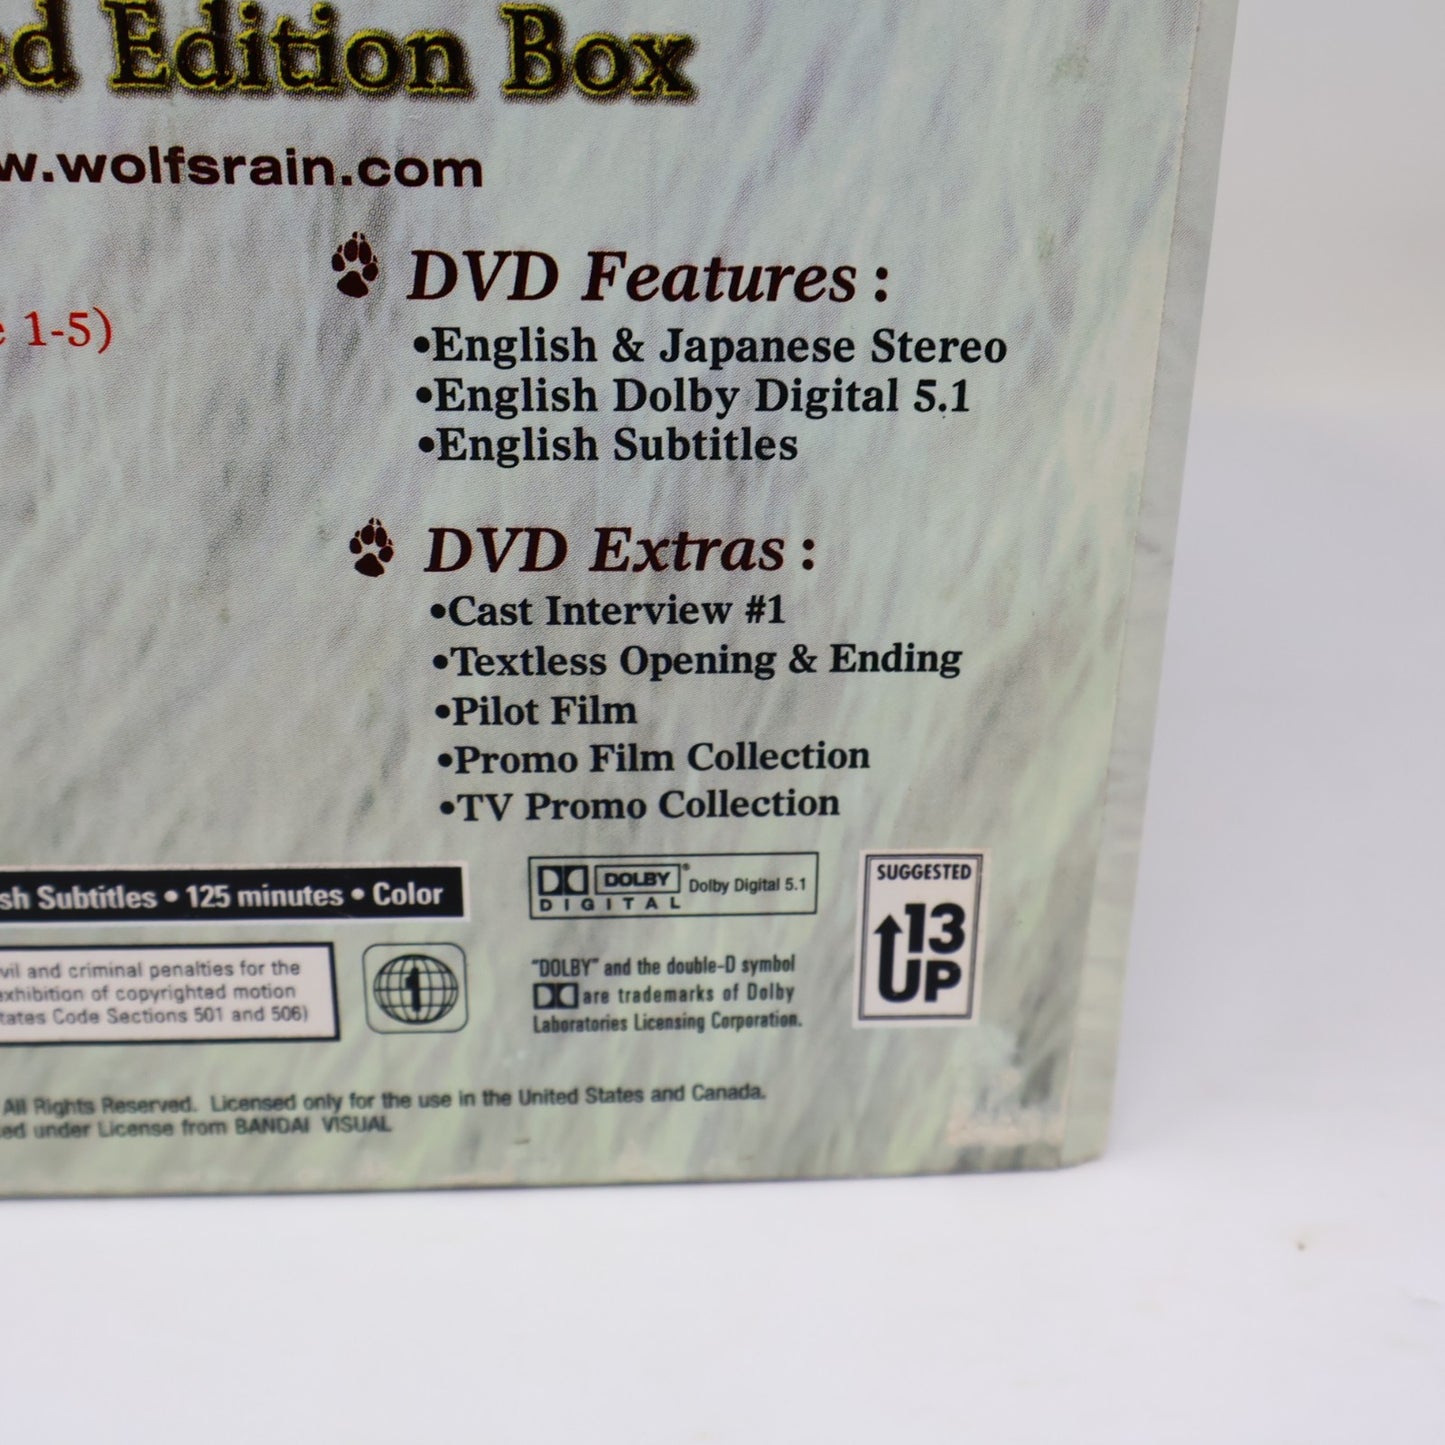 Edition Box
.wolfsrain.com
1-5)
DVD Features :
•English & Japanese Stereo
•English Dolby Digital 5.1
•English Subtitles
DVD Extras :
•Cast Interview #1
•Textless Opening & Ending
•Pilot Film
•Promo Film Collection
•TV Promo Collection
Subtitles • 125 minutes • Color
DOLBY® Dolby Digital 5.1
DIGITAL
SUGGESTED
13
UP
and criminal penalties for the
exhibition of copyrighted motion
Code Sections 501 and 506)
1
"DOLBY" and the double-D symbol
are trademarks of Dolby
Laboratories Licensing Corporation.
All Rights Reserved. Licensed only for the use in the United States and Canada.
under License from BANDAI VISUAL